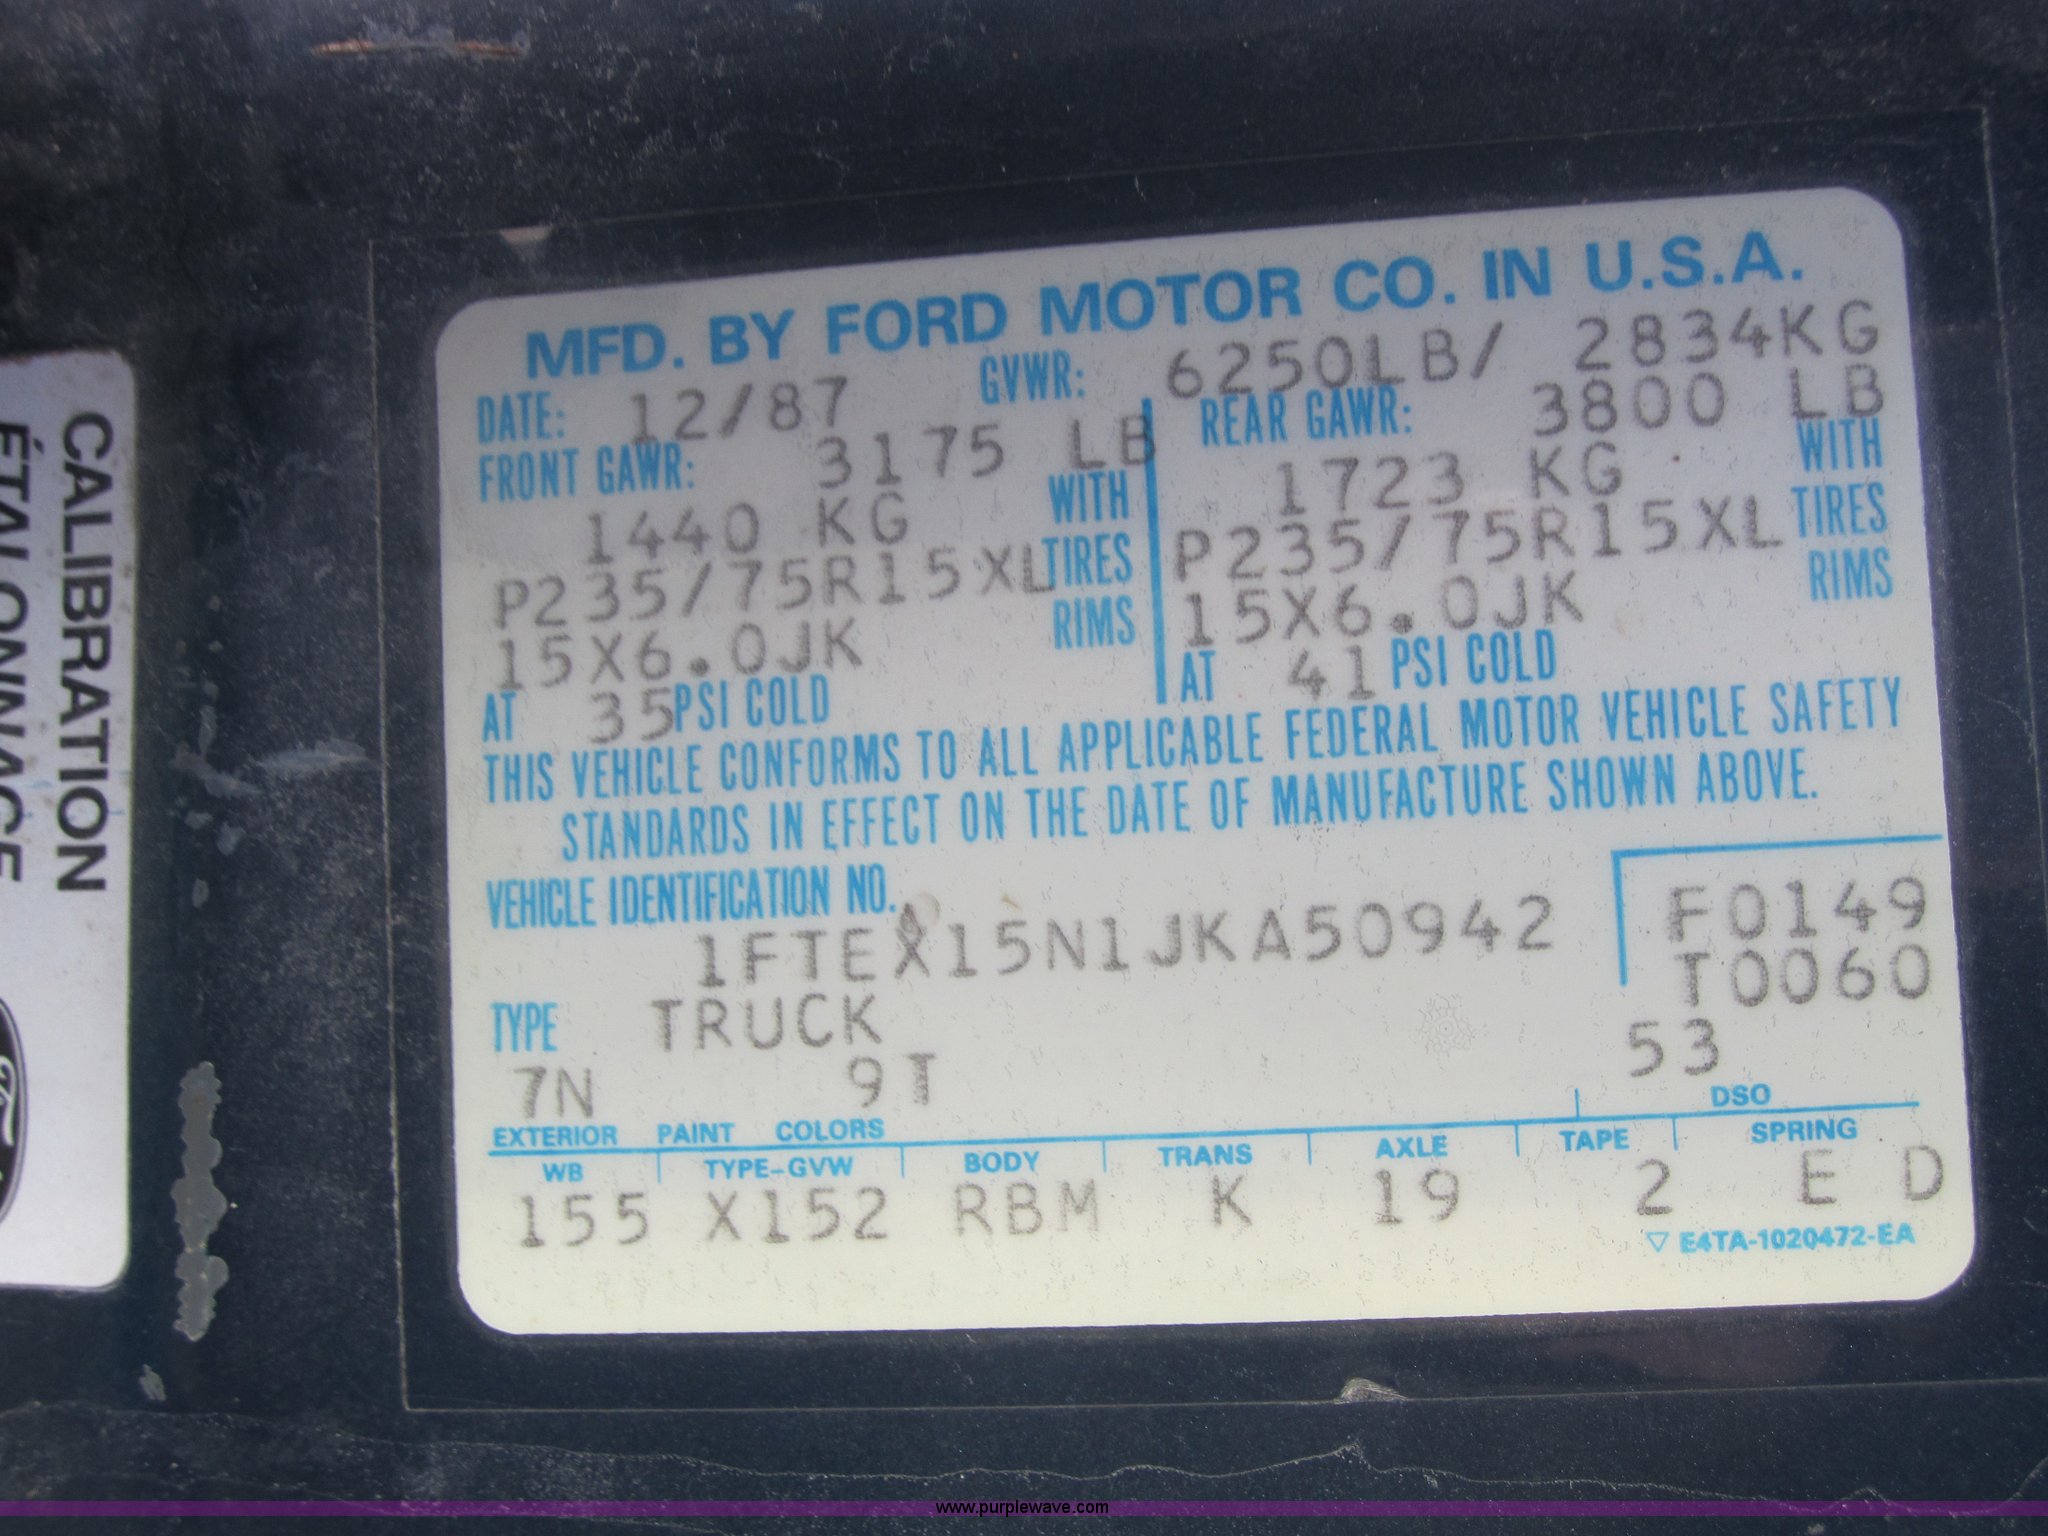 MFD. BY FORD MOTOR CO. IN U.S.A.
DATE: 12/87 GVWR: 6250LB/ 2834KG
FRONT GAWR: 3175 LB
1440 KG WITH
P235/75R15XL TIRES
15X6.0JK RIMS
AT 35 PSI COLD
REAR GAWR: 3800 LB
1723 KG WITH
P235/75R15XL TIRES
15X6.0JK RIMS
AT 41 PSI COLD
THIS VEHICLE CONFORMS TO ALL APPLICABLE FEDERAL MOTOR VEHICLE SAFETY
STANDARDS IN EFFECT ON THE DATE OF MANUFACTURE SHOWN ABOVE.
VEHICLE IDENTIFICATION NO.
1FTEX15N1JKA50942
F0149
T0060
TYPE TRUCK
53
7N 9T
EXTERIOR PAINT COLORS DSO
WB TYPE-GVW BODY TRANS AXLE TAPE SPRING
155 X152 RBM K 19 2 E D
▽ E4TA-1020472-EA
CALIBRATION
ÉTALONNAGE
www.purplewave.com